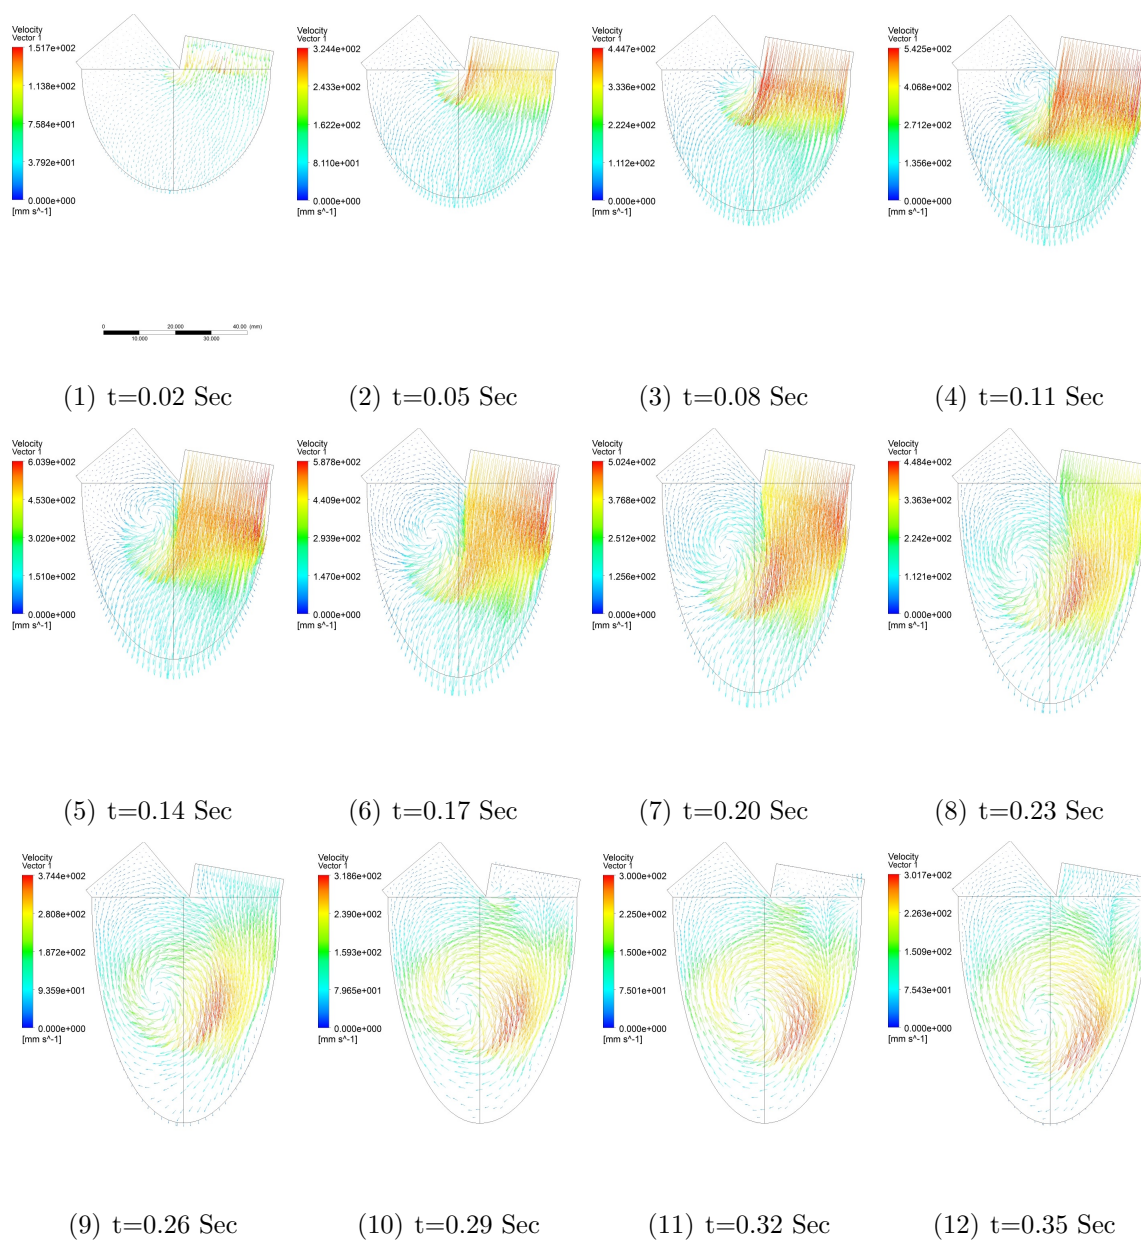 Velocity
Vector 1
1.517e+002
1.138e+002
7.584e+001
3.792e+001
0.000e+000
[mm s^-1]
0 20.000 40.00 (mm)
10.000 30.000
(1) t=0.02 Sec
Velocity
Vector 1
3.244e+002
2.433e+002
1.622e+002
8.110e+001
0.000e+000
[mm s^-1]
(2) t=0.05 Sec
Velocity
Vector 1
4.447e+002
3.336e+002
2.224e+002
1.112e+002
0.000e+000
[mm s^-1]
(3) t=0.08 Sec
Velocity
Vector 1
5.425e+002
4.068e+002
2.712e+002
1.356e+002
0.000e+000
[mm s^-1]
(4) t=0.11 Sec
Velocity
Vector 1
6.039e+002
4.530e+002
3.020e+002
1.510e+002
0.000e+000
[mm s^-1]
(5) t=0.14 Sec
Velocity
Vector 1
5.878e+002
4.409e+002
2.939e+002
1.470e+002
0.000e+000
[mm s^-1]
(6) t=0.17 Sec
Velocity
Vector 1
5.024e+002
3.768e+002
2.512e+002
1.256e+002
0.000e+000
[mm s^-1]
(7) t=0.20 Sec
Velocity
Vector 1
4.484e+002
3.363e+002
2.242e+002
1.121e+002
0.000e+000
[mm s^-1]
(8) t=0.23 Sec
Velocity
Vector 1
3.744e+002
2.808e+002
1.872e+002
9.359e+001
0.000e+000
[mm s^-1]
(9) t=0.26 Sec
Velocity
Vector 1
3.186e+002
2.390e+002
1.593e+002
7.965e+001
0.000e+000
[mm s^-1]
(10) t=0.29 Sec
Velocity
Vector 1
3.000e+002
2.250e+002
1.500e+002
7.501e+001
0.000e+000
[mm s^-1]
(11) t=0.32 Sec
Velocity
Vector 1
3.017e+002
2.263e+002
1.509e+002
7.543e+001
0.000e+000
[mm s^-1]
(12) t=0.35 Sec